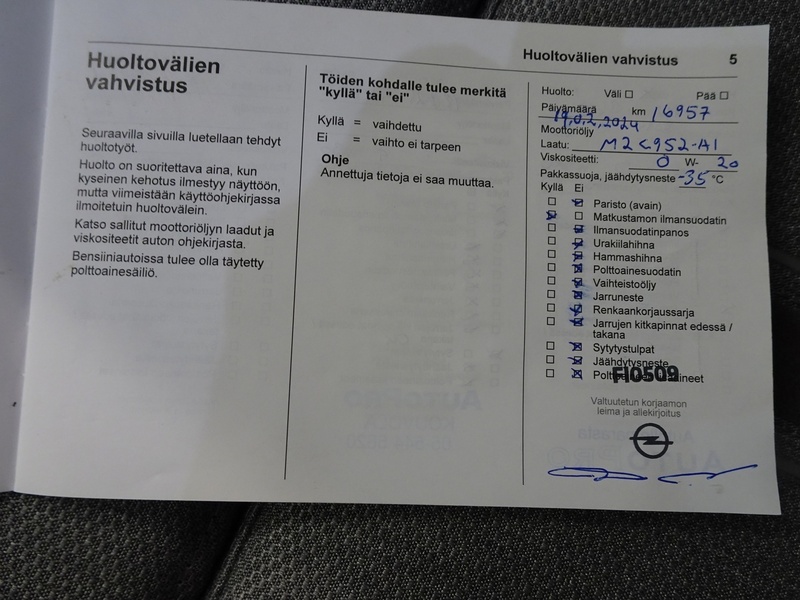 Huoltovälien vahvistus 5
Huoltovälien
vahvistus
Seuraavilla sivuilla luetellaan tehdyt
huoltotyöt.
Huolto on suoritettava aina, kun
kyseinen kehotus ilmestyy näyttöön,
mutta viimeistään käyttöohjekirjassa
ilmoitetuin huoltovälein.
Katso sallitut moottoriöljyn laadut ja
viskositeetit auton ohjekirjasta.
Bensiiniautoissa tulee olla täytetty
polttoainesäiliö.
Töiden kohdalle tulee merkitä
"kyllä" tai "ei"
Kyllä = vaihdettu
Ei = vaihto ei tarpeen
Ohje
Annettuja tietoja ei saa muuttaa.
Huolto: Väli Pää
Päivämäärä km 16957
19.02.2024
Moottoriöljy
Laatu: M2C952-A1
Viskositeetti: 0 W- 20
Pakkassuoja, jäähdytysneste -35 °C
Kyllä Ei
Paristo (avain)
Matkustamon ilmansuodatin
Ilmansuodatinpanos
Urakiilahihna
Hammashihna
Polttoainesuodatin
Vaihteistoöljy
Jarruneste
Renkaankorjaussarja
Jarrujen kitkapinnat edessä /
takana
Sytytystulpat
Jäähdytysneste
FI0509
Valtuutetun korjaamon
leima ja allekirjoitus